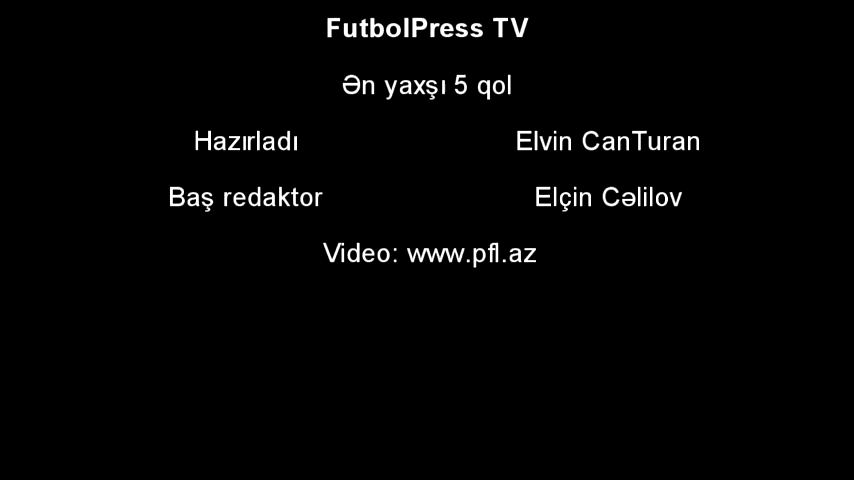 FutbolPress TV
Ən yaxşı 5 qol
Hazırladı Elvin CanTuran
Baş redaktor Elçin Cəlilov
Video: www.pfl.az